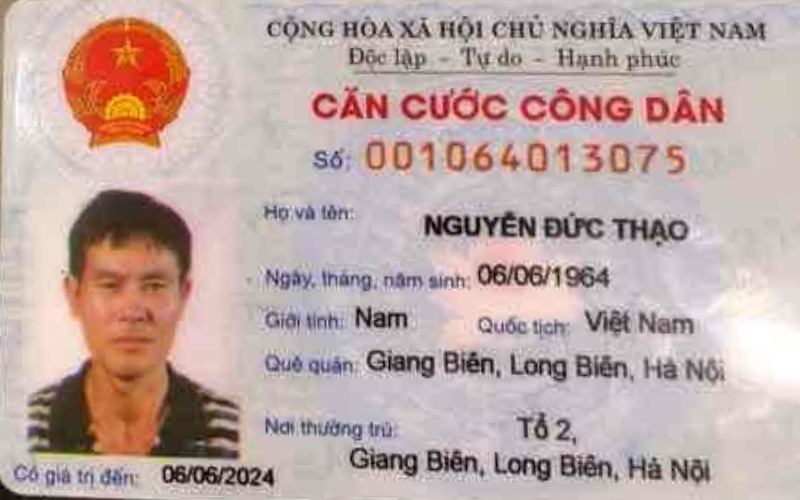 CỘNG HÒA XÃ HỘI CHỦ NGHĨA VIỆT NAM
Độc lập - Tự do - Hạnh phúc
CĂN CƯỚC CÔNG DÂN
Số: 001064013075
Họ và tên: NGUYỄN ĐỨC THẠO
Ngày, tháng, năm sinh: 06/06/1964
Giới tính: Nam Quốc tịch: Việt Nam
Quê quán: Giang Biên, Long Biên, Hà Nội
Nơi thường trú: Tổ 2,
Giang Biên, Long Biên, Hà Nội
Có giá trị đến: 06/06/2024